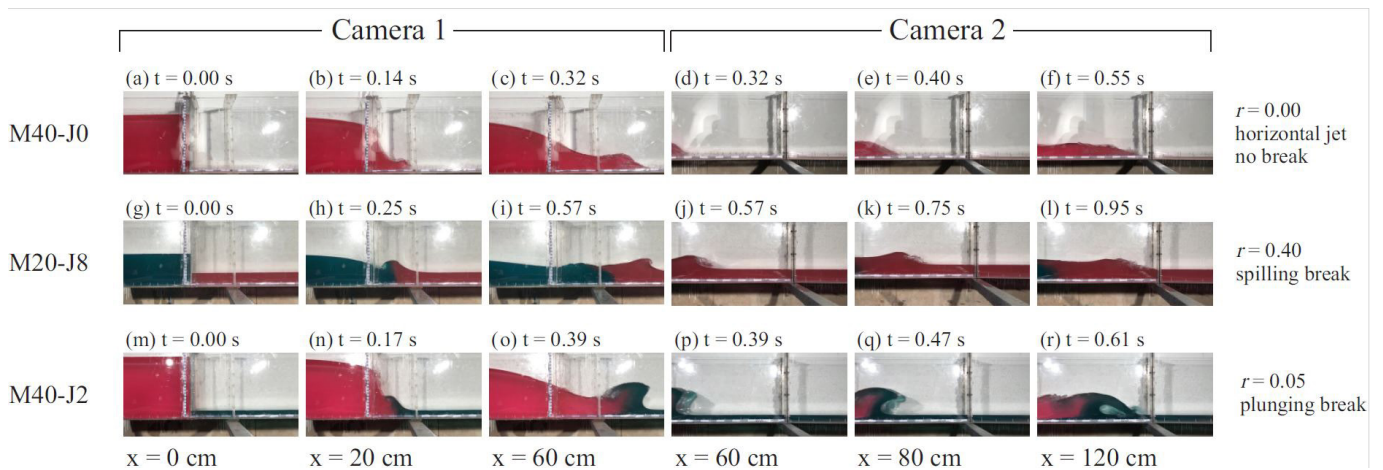 Camera 1 Camera 2
(a) t = 0.00 s (b) t = 0.14 s (c) t = 0.32 s (d) t = 0.32 s (e) t = 0.40 s (f) t = 0.55 s
M40-J0
r = 0.00
horizontal jet
no break
(g) t = 0.00 s (h) t = 0.25 s (i) t = 0.57 s (j) t = 0.57 s (k) t = 0.75 s (l) t = 0.95 s
M20-J8
r = 0.40
spilling break
(m) t = 0.00 s (n) t = 0.17 s (o) t = 0.39 s (p) t = 0.39 s (q) t = 0.47 s (r) t = 0.61 s
M40-J2
r = 0.05
plunging break
x = 0 cm x = 20 cm x = 60 cm x = 60 cm x = 80 cm x = 120 cm